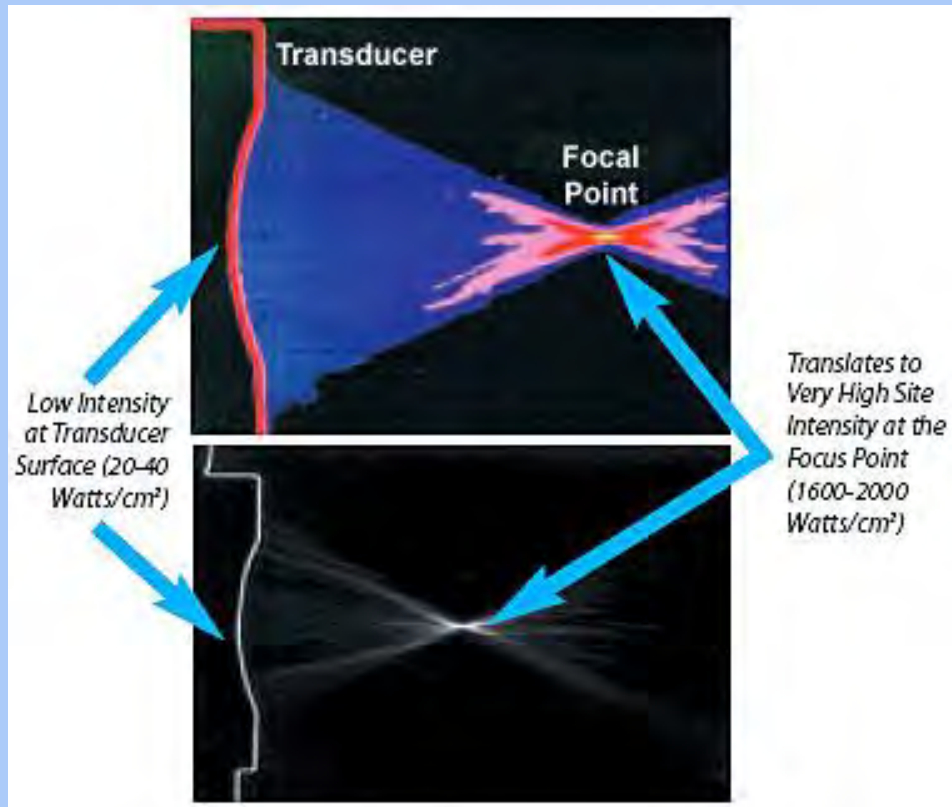 Transducer
Focal
Point
Low Intensity
at Transducer
Surface (20-40
Watts/cm²)
Translates to
Very High Site
Intensity at the
Focus Point
(1600-2000
Watts/cm²)